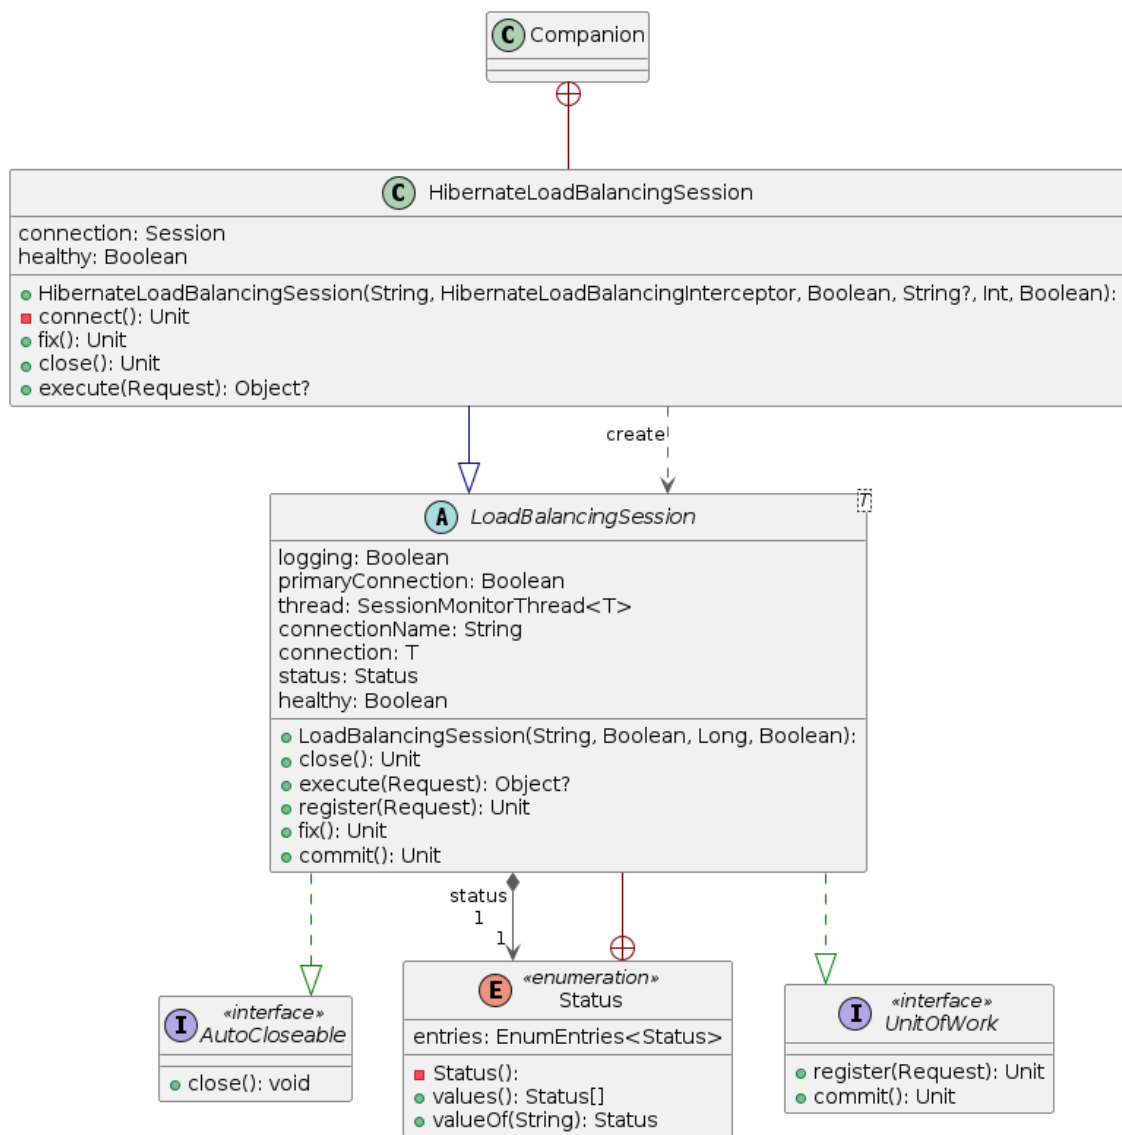 C Companion
C HibernateLoadBalancingSession
connection: Session
healthy: Boolean
HibernateLoadBalancingSession(String, HibernateLoadBalancingInterceptor, Boolean, String?, Int, Boolean):
connect(): Unit
fix(): Unit
close(): Unit
execute(Request): Object?
create
T
A LoadBalancingSession
logging: Boolean
primaryConnection: Boolean
thread: SessionMonitorThread<T>
connectionName: String
connection: T
status: Status
healthy: Boolean
LoadBalancingSession(String, Boolean, Long, Boolean):
close(): Unit
execute(Request): Object?
register(Request): Unit
fix(): Unit
commit(): Unit
status
1
1
I «interface»
AutoCloseable
close(): void
E «enumeration»
Status
entries: EnumEntries<Status>
Status():
values(): Status[]
valueOf(String): Status
I «interface»
UnitOfWork
register(Request): Unit
commit(): Unit